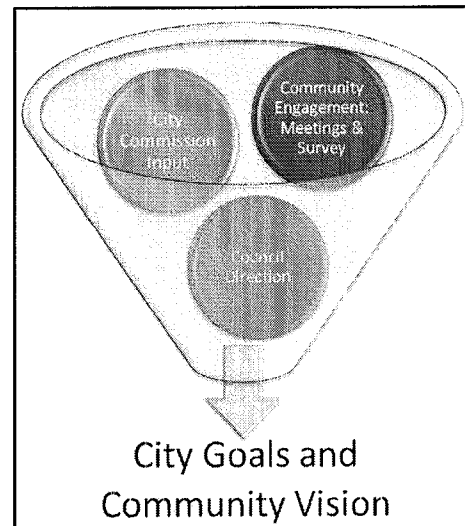 City
Commission
Input
Community
Engagement:
Meetings &
Survey
Council
Direction
City Goals and
Community Vision